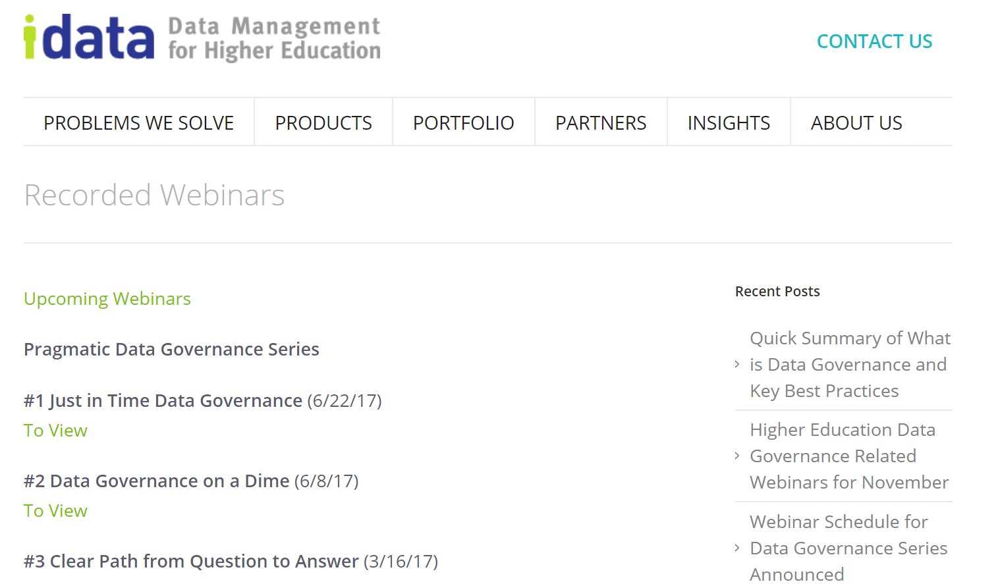 idata Data Management
for Higher Education
CONTACT US
PROBLEMS WE SOLVE
PRODUCTS
PORTFOLIO
PARTNERS
INSIGHTS
ABOUT US
Recorded Webinars
Upcoming Webinars
Pragmatic Data Governance Series
#1 Just in Time Data Governance (6/22/17)
To View
#2 Data Governance on a Dime (6/8/17)
To View
#3 Clear Path from Question to Answer (3/16/17)
Recent Posts
Quick Summary of What
is Data Governance and
Key Best Practices
Higher Education Data
Governance Related
Webinars for November
Webinar Schedule for
Data Governance Series
Announced